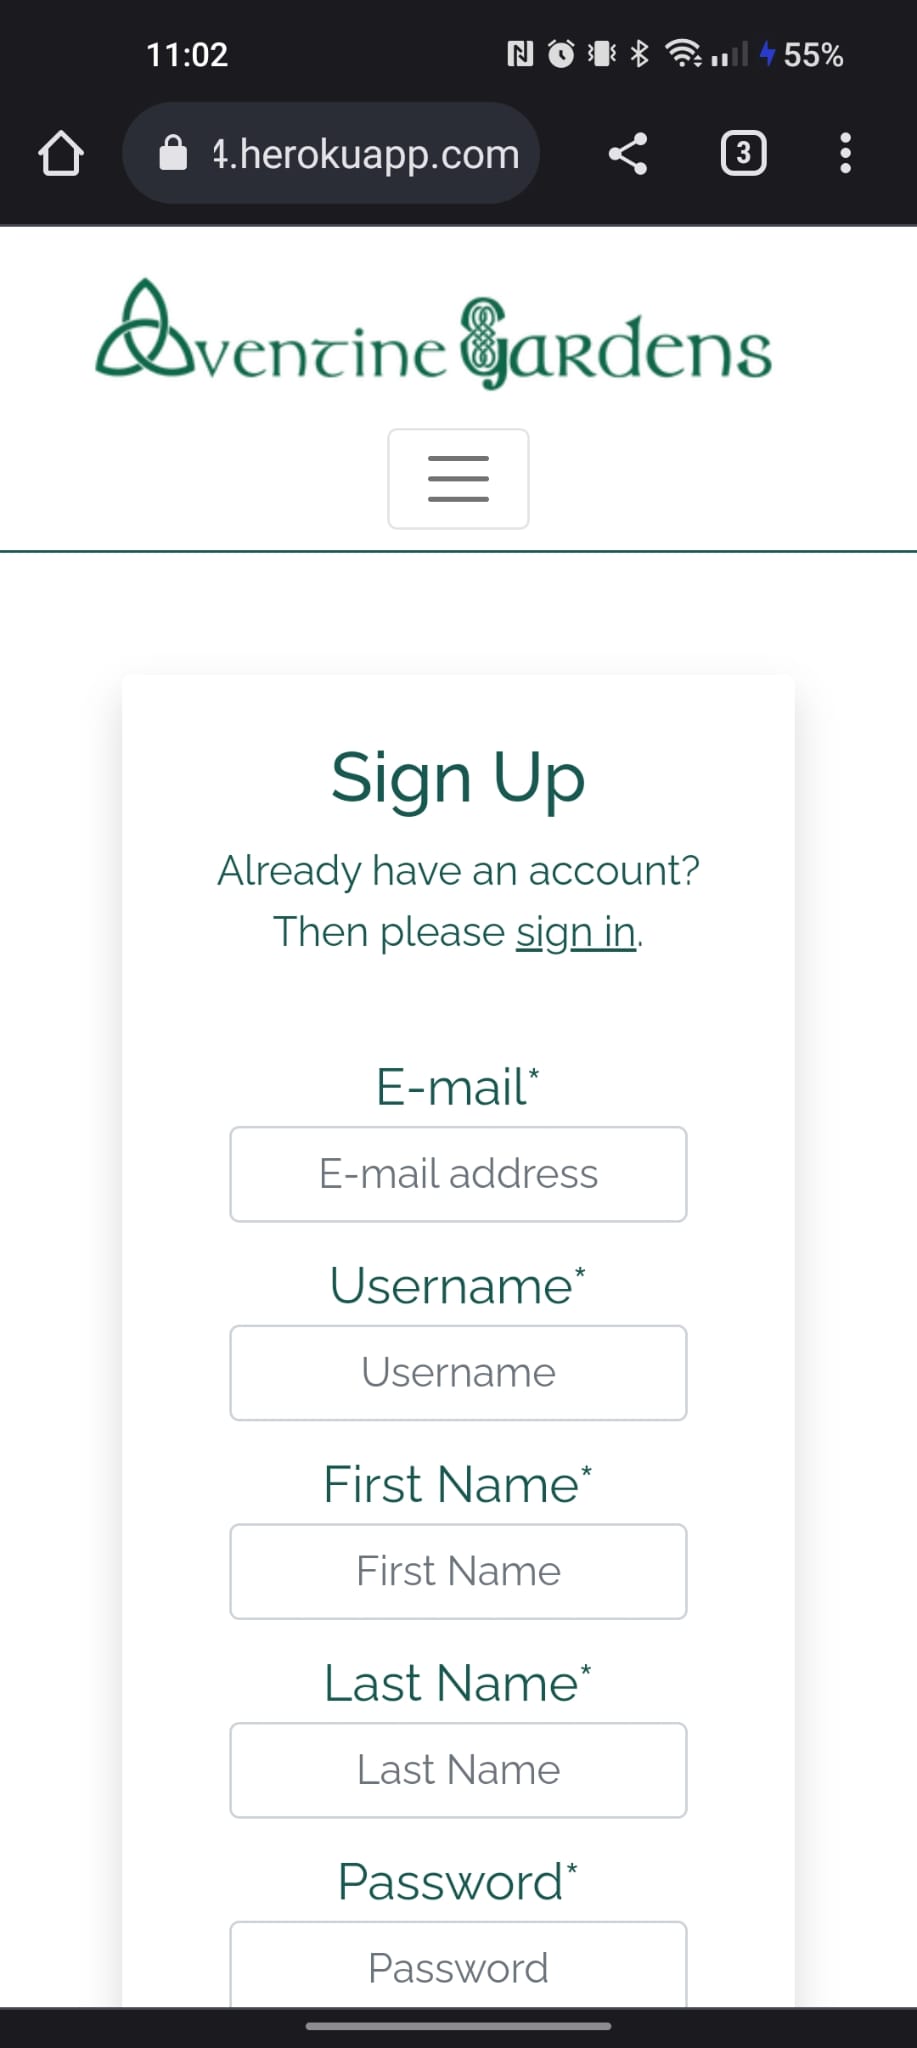 11:02
55%
4.herokuapp.com
3
Aventine Gardens
Sign Up
Already have an account?
Then please sign in.
E-mail*
E-mail address
Username*
Username
First Name*
First Name
Last Name*
Last Name
Password*
Password